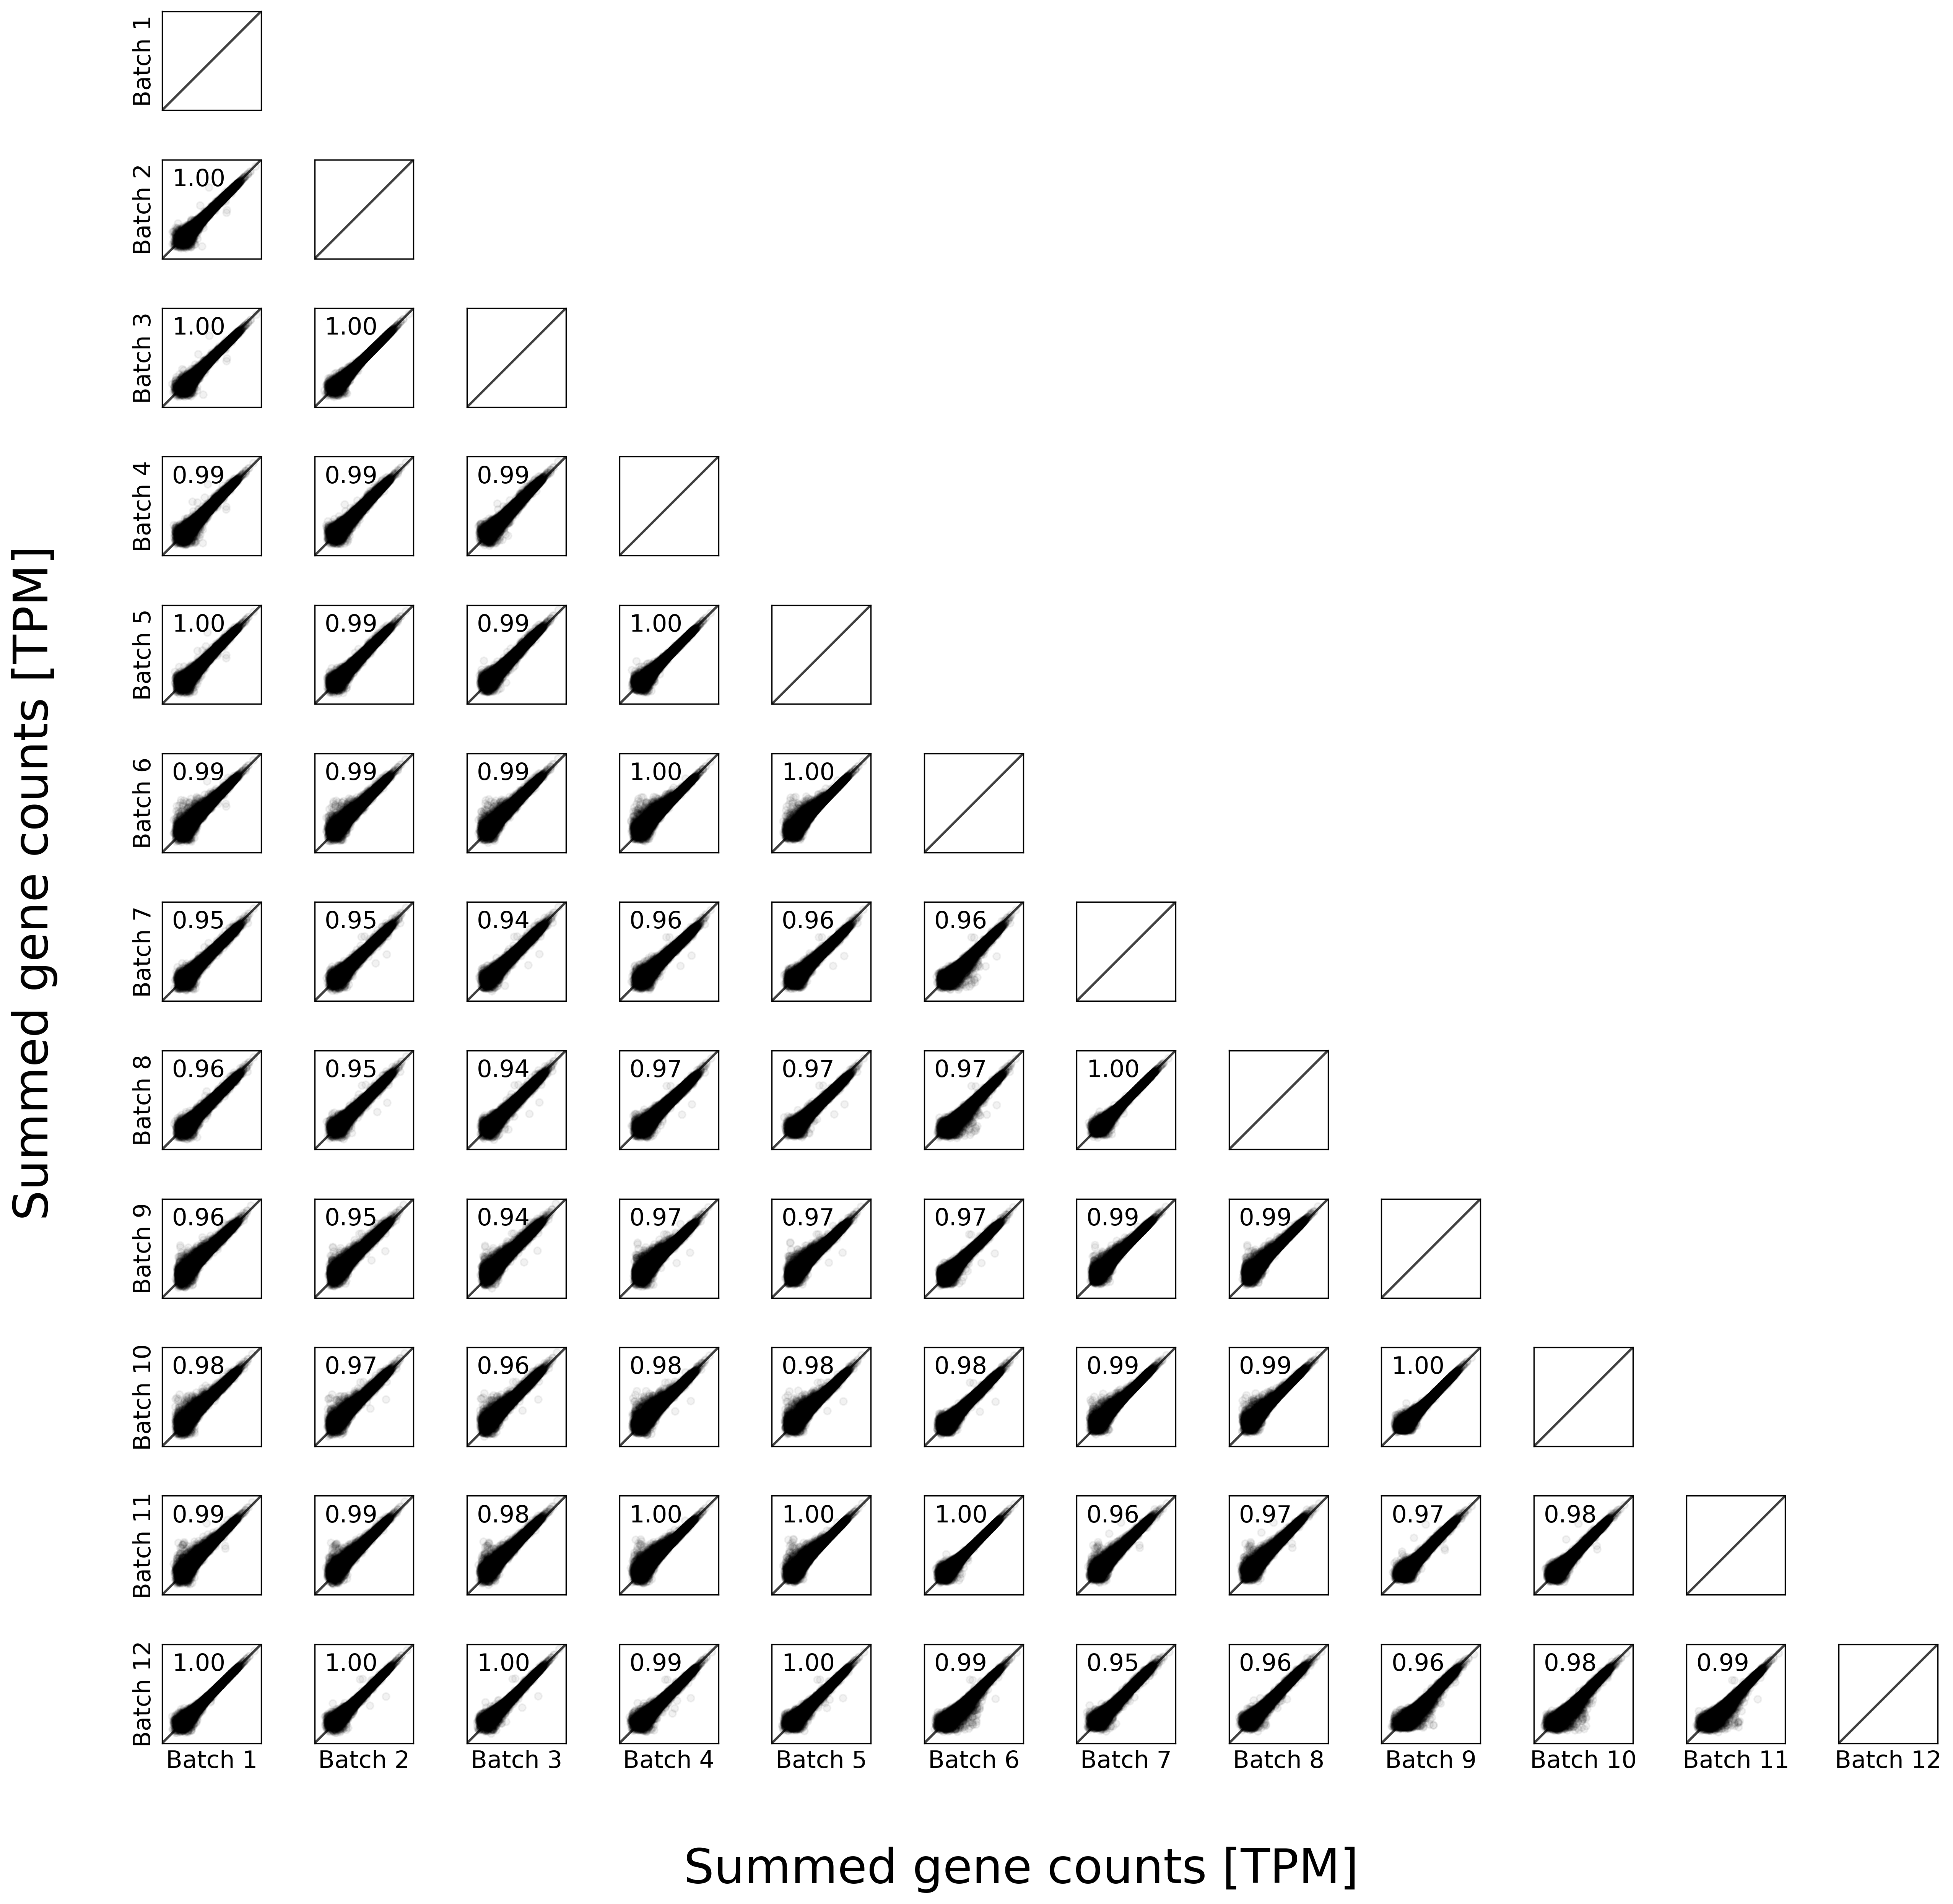 Batch 1
Batch 2
1.00
Batch 3
1.00 1.00
Batch 4
0.99 0.99 0.99
Batch 5
1.00 0.99 0.99 1.00
Batch 6
0.99 0.99 0.99 1.00 1.00
Batch 7
0.95 0.95 0.94 0.96 0.96 0.96
Batch 8
0.96 0.95 0.94 0.97 0.97 0.97 1.00
Batch 9
0.96 0.95 0.94 0.97 0.97 0.97 0.99 0.99
Batch 10
0.98 0.97 0.96 0.98 0.98 0.98 0.99 0.99 1.00
Batch 11
0.99 0.99 0.98 1.00 1.00 1.00 0.96 0.97 0.97 0.98
Batch 12
1.00 1.00 1.00 0.99 1.00 0.99 0.95 0.96 0.96 0.98 0.99
Batch 1 Batch 2 Batch 3 Batch 4 Batch 5 Batch 6 Batch 7 Batch 8 Batch 9 Batch 10 Batch 11 Batch 12
Summed gene counts [TPM]
Summed gene counts [TPM]